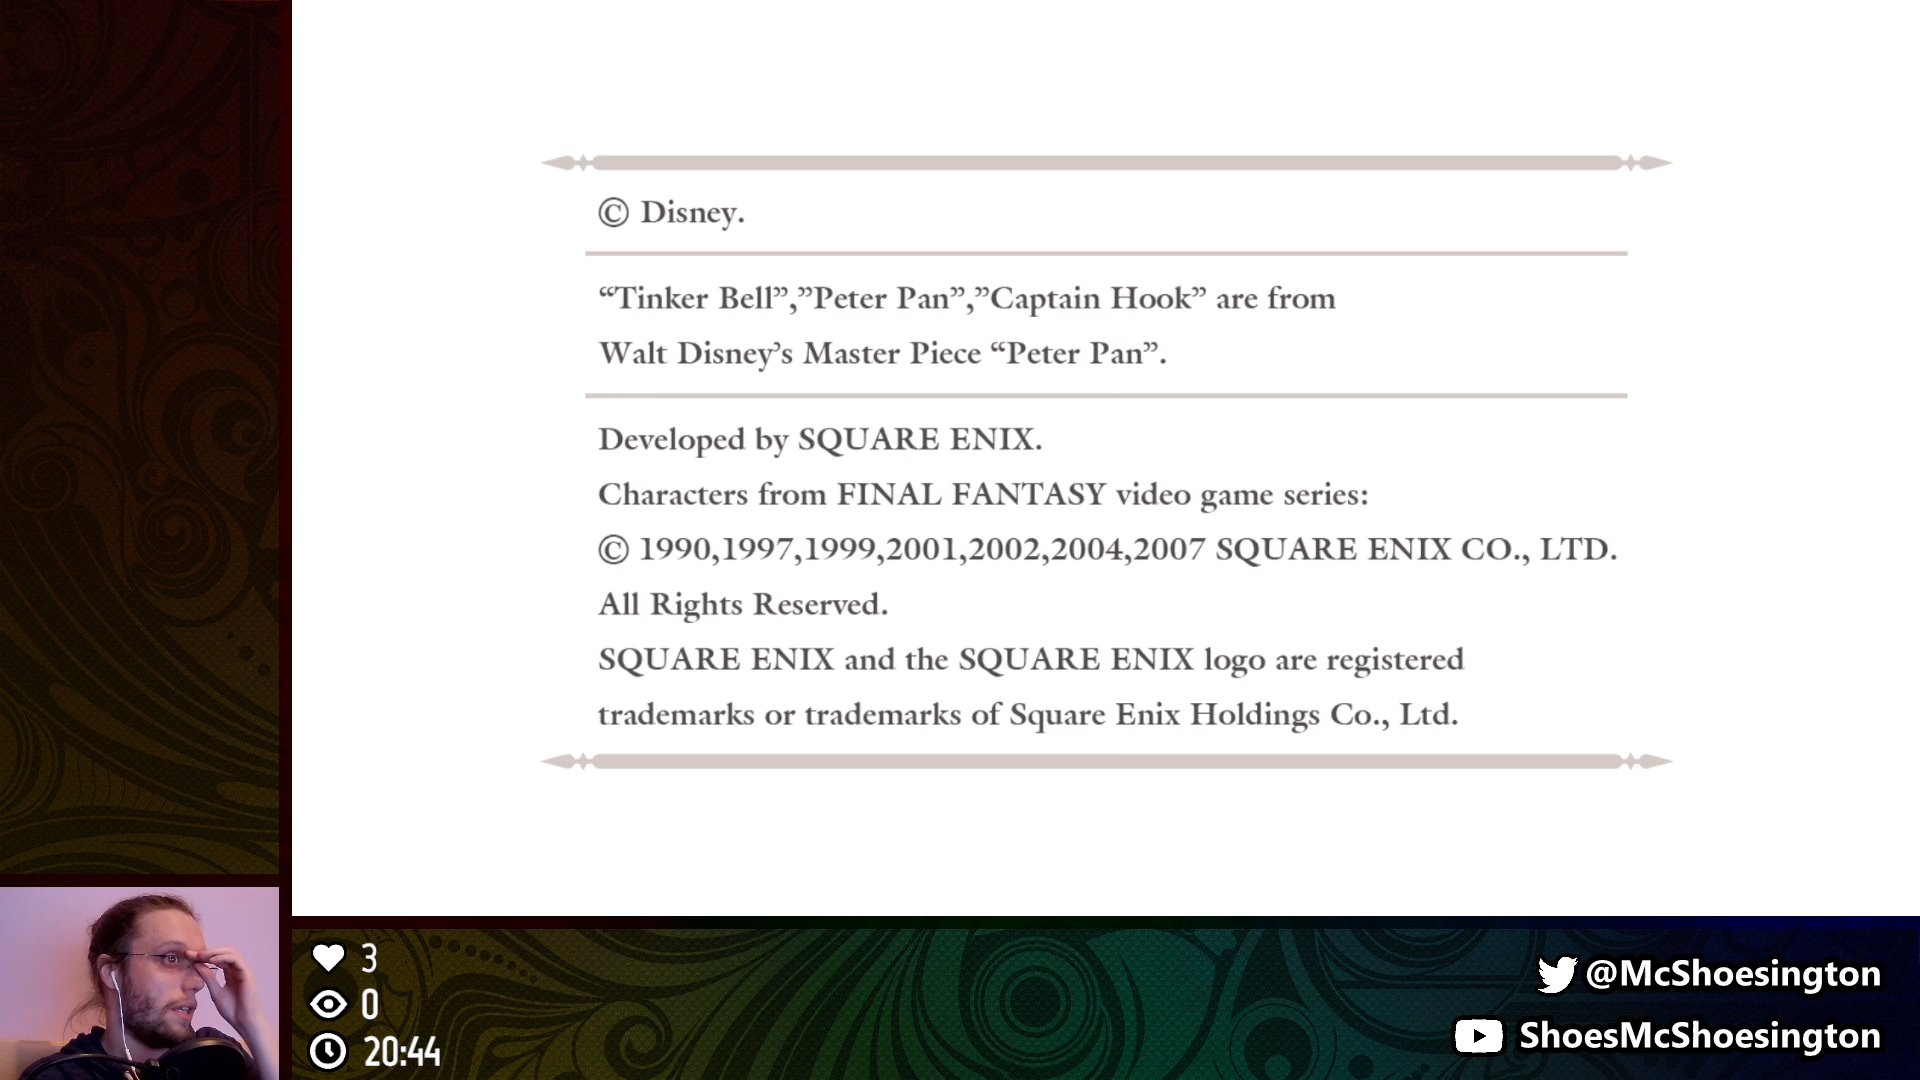 © Disney.
“Tinker Bell”,”Peter Pan”,”Captain Hook” are from
Walt Disney’s Master Piece “Peter Pan”.
Developed by SQUARE ENIX.
Characters from FINAL FANTASY video game series:
© 1990,1997,1999,2001,2002,2004,2007 SQUARE ENIX CO., LTD.
All Rights Reserved.
SQUARE ENIX and the SQUARE ENIX logo are registered
trademarks or trademarks of Square Enix Holdings Co., Ltd.
3
0
20:44
@McShoesington
ShoesMcShoesington